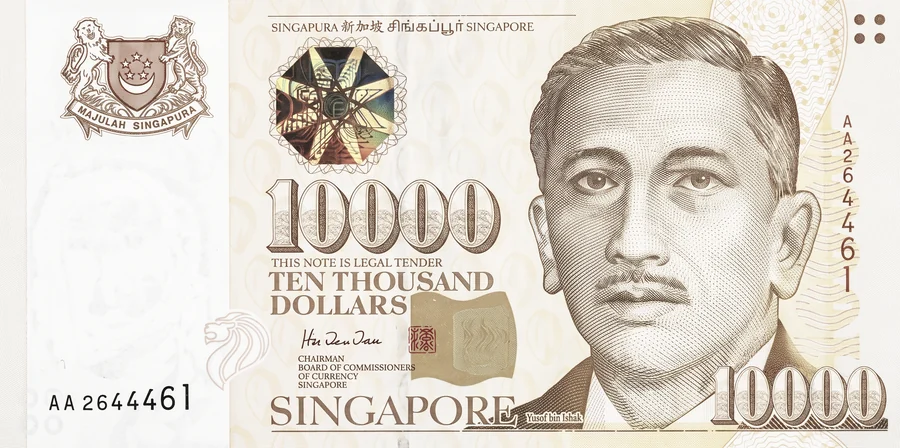 SINGAPURA 新加坡 சிங்கப்பூர் SINGAPORE
MAJULAH SINGAPURA
10000
THIS NOTE IS LEGAL TENDER
TEN THOUSAND
DOLLARS
CHAIRMAN
BOARD OF COMMISSIONERS
OF CURRENCY
SINGAPORE
SINGAPORE
Yusof bin Ishak
10000
AA 2644461
AA264461